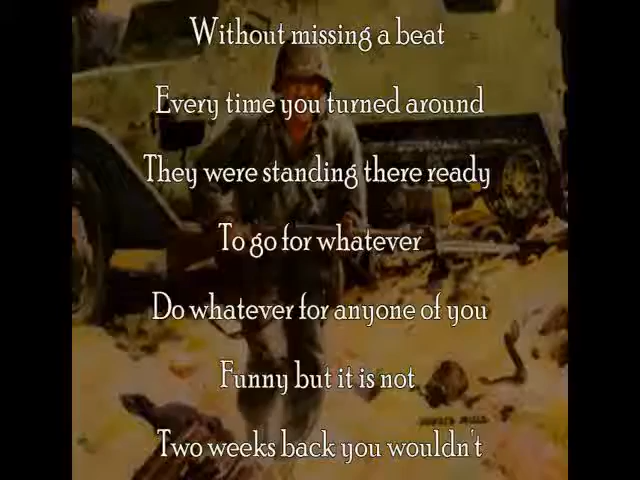 Without missing a beat
Every time you turned around
They were standing there ready
To go for whatever
Do whatever for anyone of you
Funny but it is not
Two weeks back you wouldn't